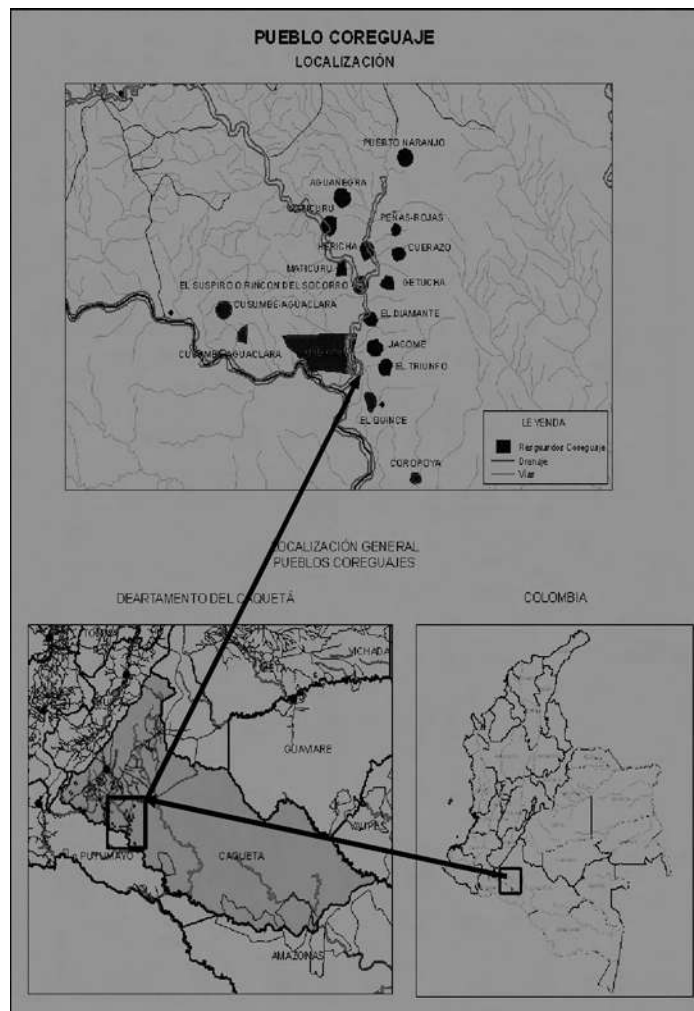 PUEBLO COREGUAJE
LOCALIZACIÓN
PUERTO NARANJO
AGUANEGRA
PEÑAS-ROJAS
HERICHA
CUERAZO
MATICURU
GETUCHA
EL SUSPIRO O RINCON DEL SOCORRO
CUSUMBE-AGUACLARA
EL DIAMANTE
JACOME
CUSUMBE-AGUACLARA
EL TRIUNFO
EL QUINCE
COROPOYA
LEYENDA
Resguardos Coreguaje
Drenaje
Vias
LOCALIZACIÓN GENERAL
PUEBLOS COREGUAJES
DEARTAMENTO DEL CAQUETÁ
COLOMBIA
VICHADA
GUAVIARE
VAUPES
PUTUMAYO
CAQUETA
AMAZONAS